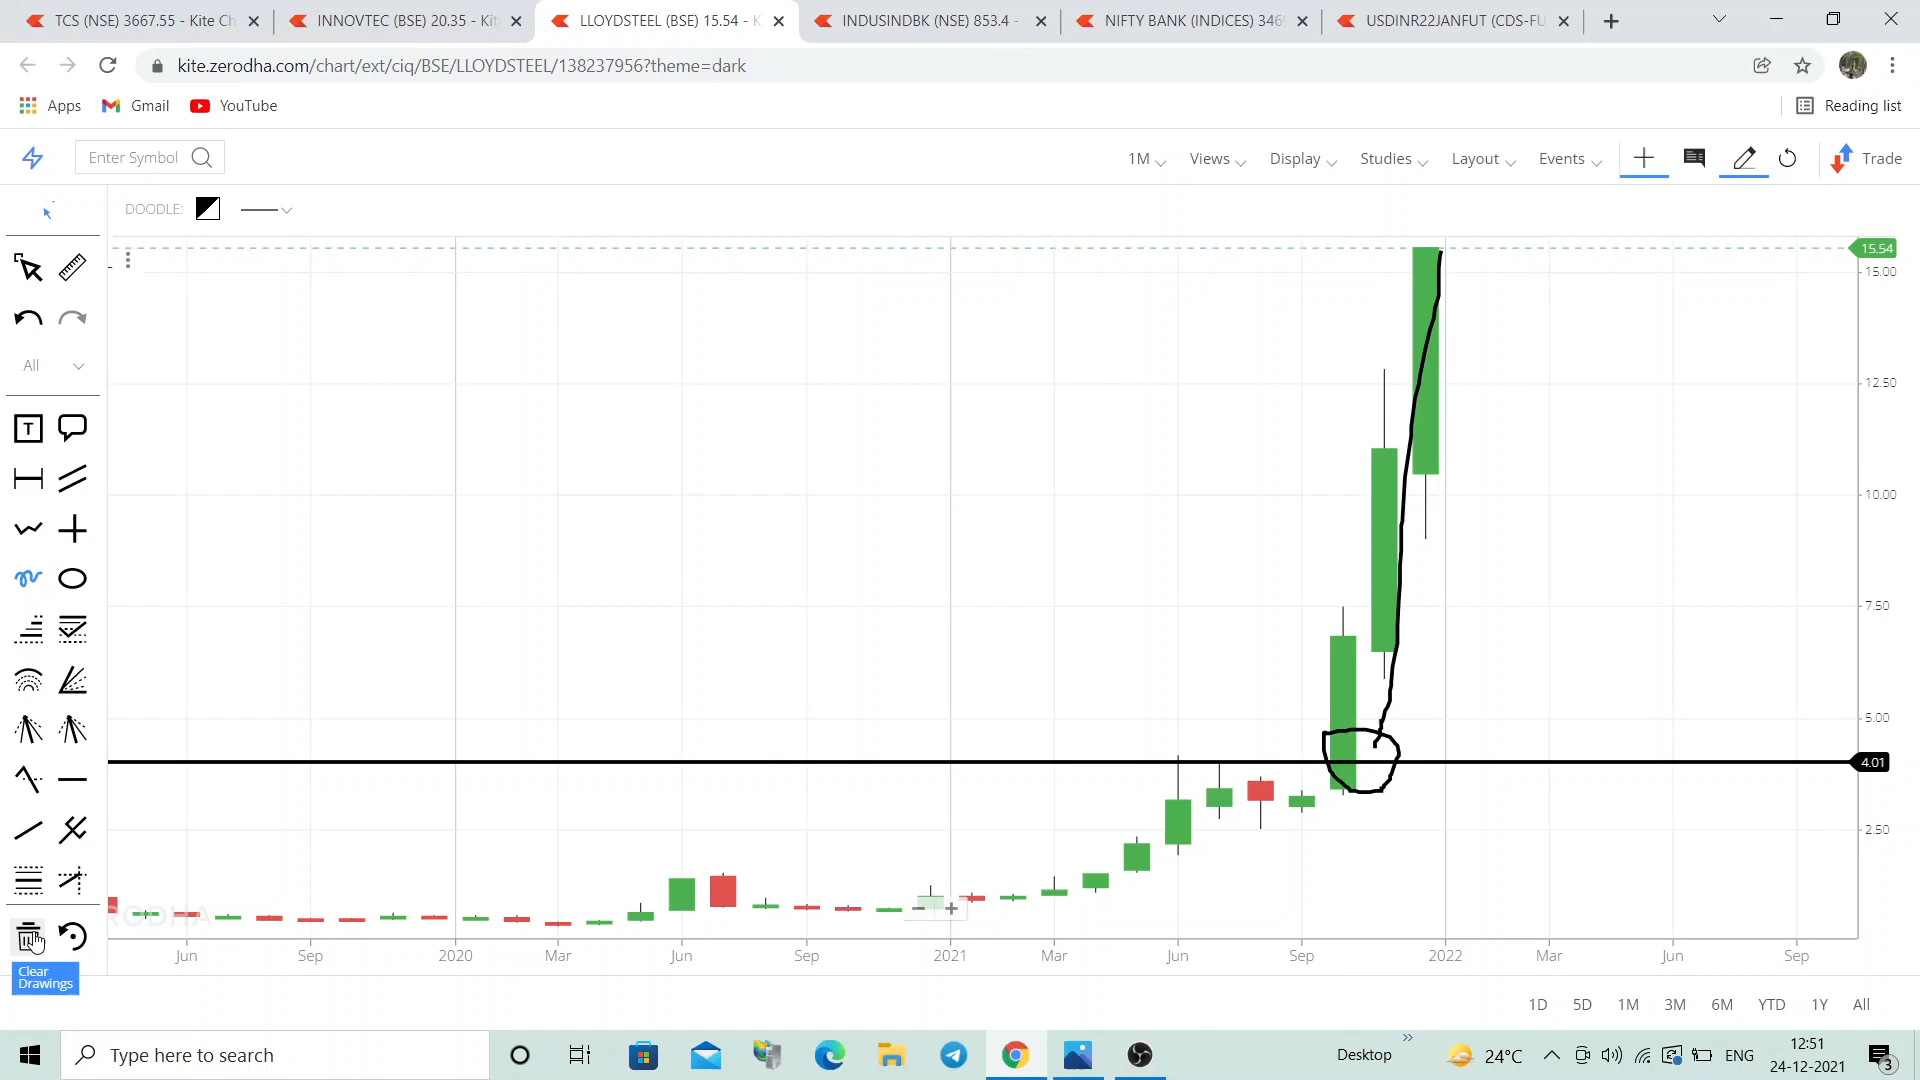 TCS (NSE) 3667.55 - Kite Ch
INNOVTEC (BSE) 20.35 - Kit
LLOYDSTEEL (BSE) 15.54 - K
INDUSINDBK (NSE) 853.4 -
NIFTY BANK (INDICES) 346
USDINR22JANFUT (CDS-FU
kite.zerodha.com/chart/ext/ciq/BSE/LLOYDSTEEL/138237956?theme=dark
Apps
Gmail
YouTube
Reading list
Enter Symbol
1M
Views
Display
Studies
Layout
Events
Trade
DOODLE:
All
T
15.54
15.00
12.50
10.00
7.50
5.00
4.01
2.50
Jun
Sep
2020
Mar
Jun
Sep
2021
Mar
Jun
Sep
2022
Mar
Jun
Sep
Clear
Drawings
1D
5D
1M
3M
6M
YTD
1Y
All
Type here to search
Desktop
24°C
ENG
12:51
24-12-2021
3